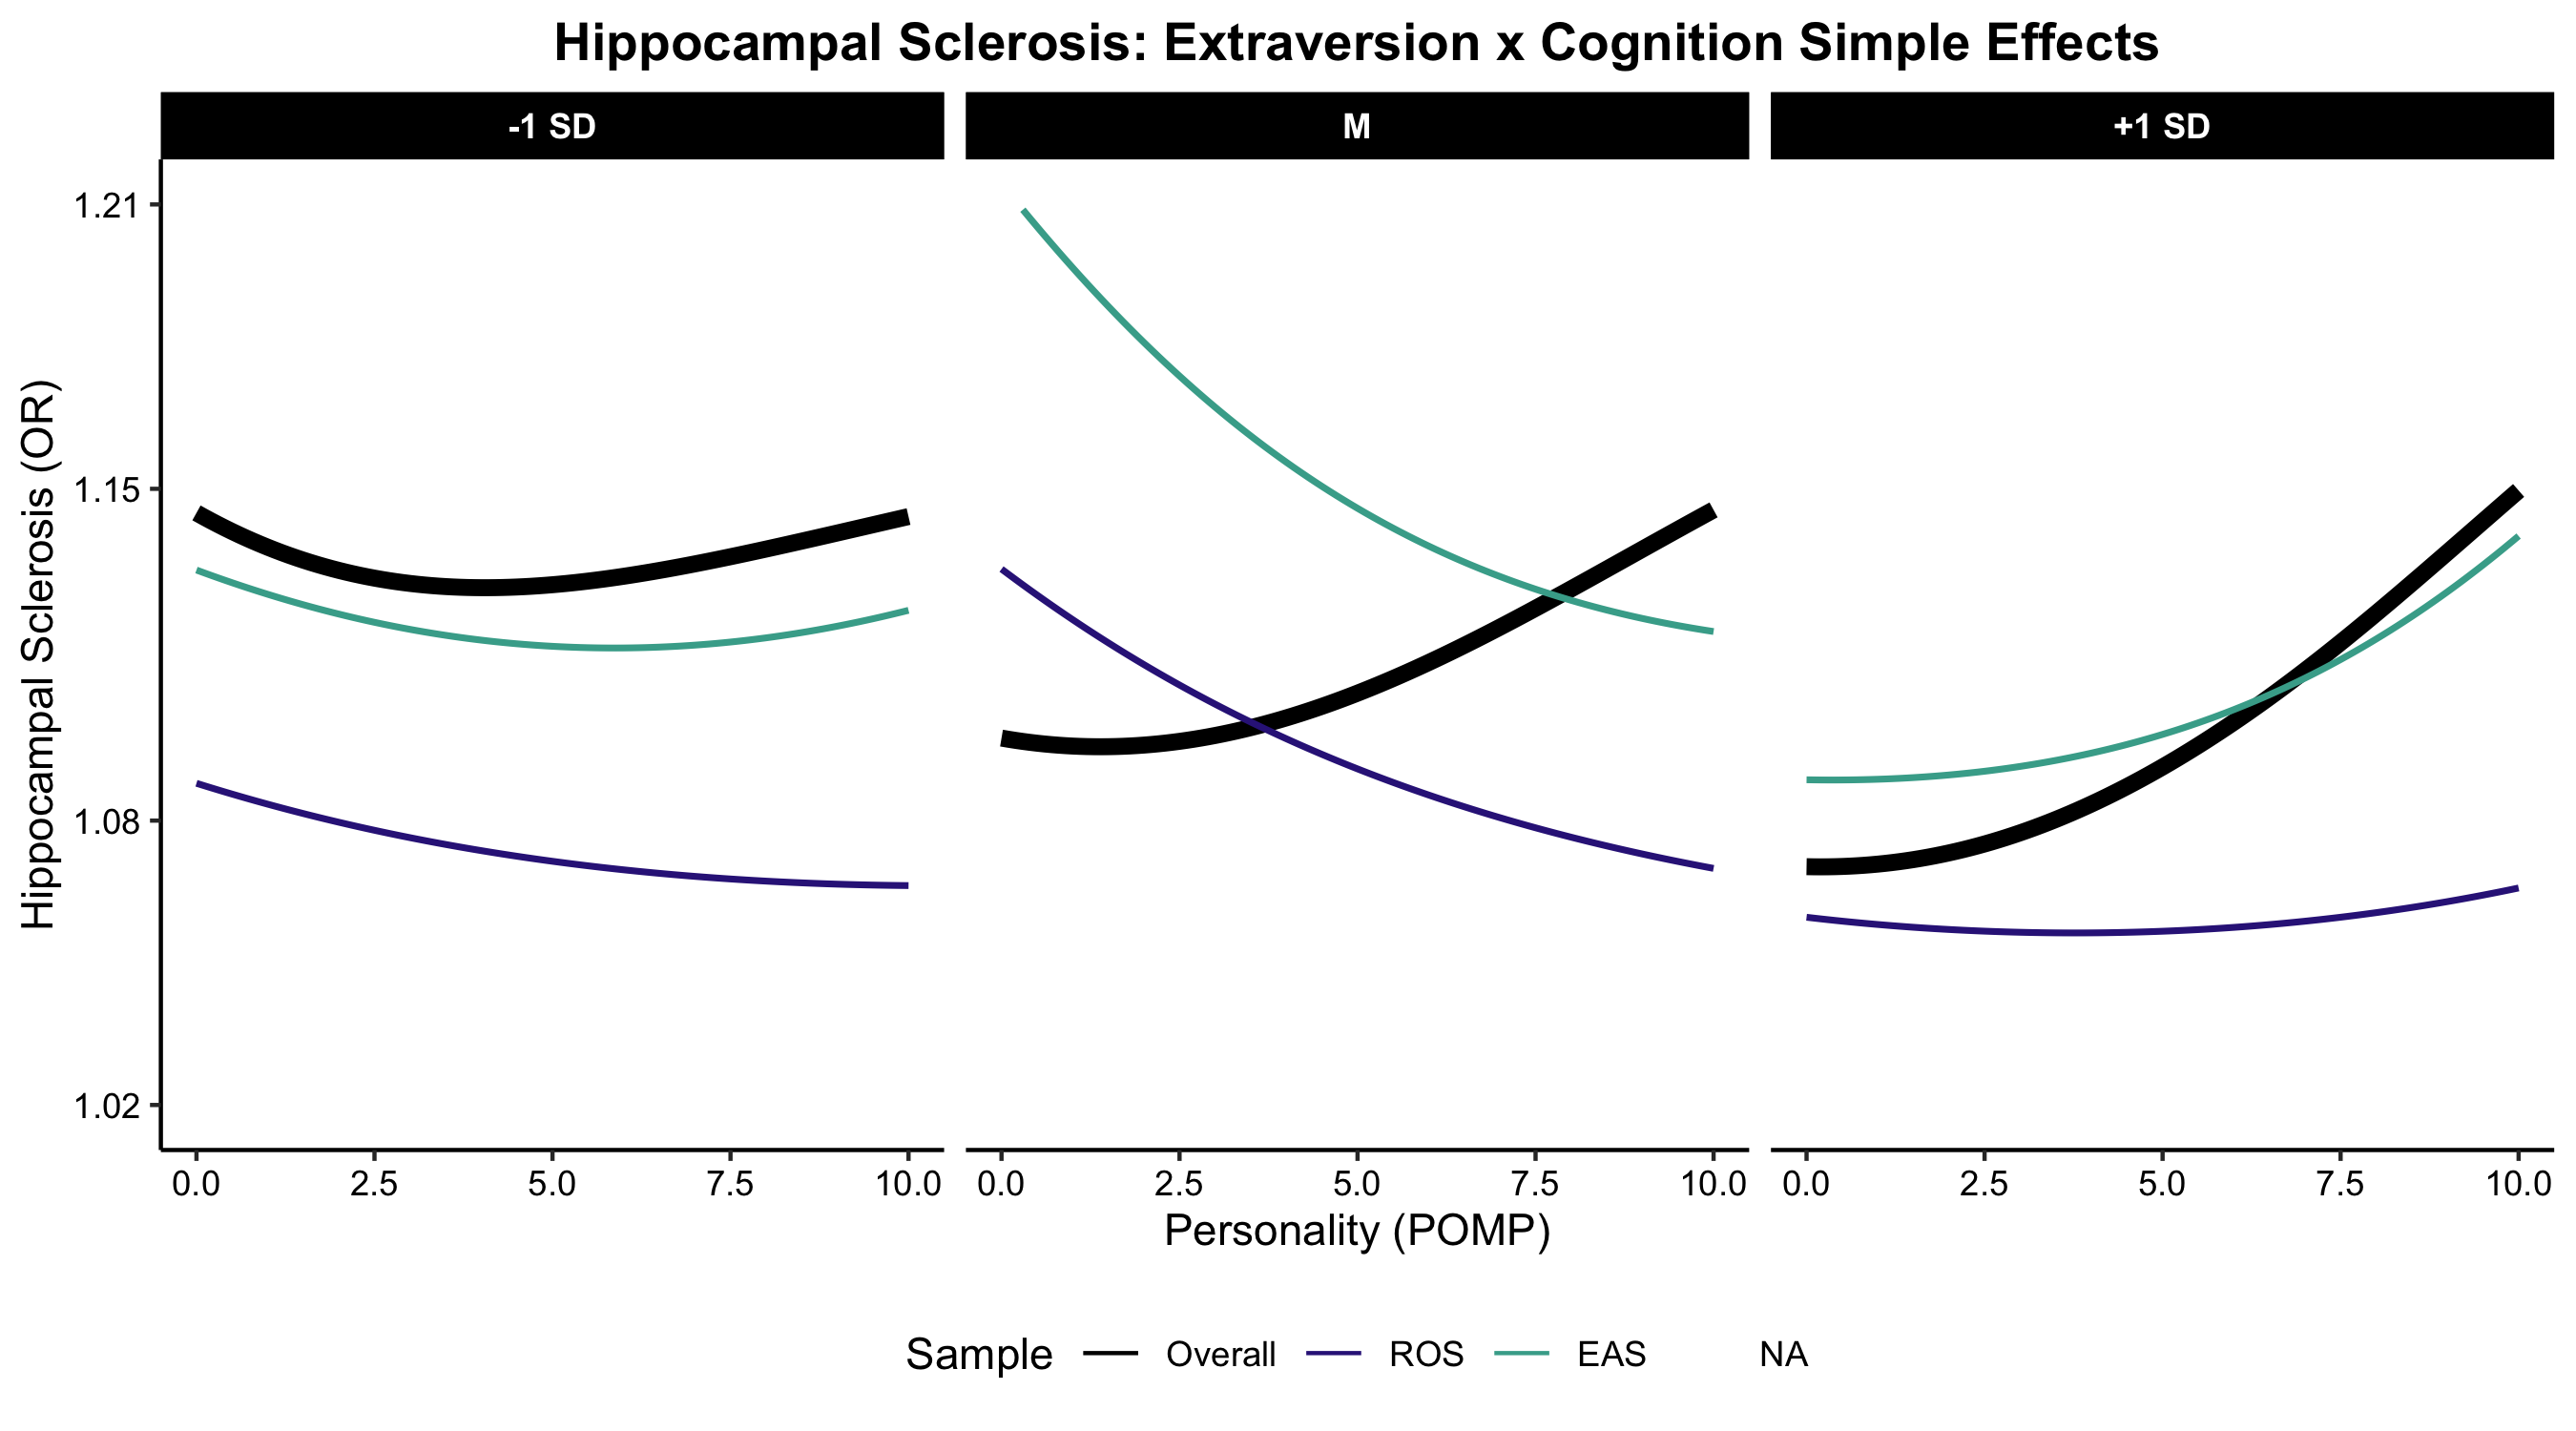 Hippocampal Sclerosis: Extraversion x Cognition Simple Effects
-1 SD
M
+1 SD
Hippocampal Sclerosis (OR)
1.21
1.15
1.08
1.02
0.0 2.5 5.0 7.5 10.0
0.0 2.5 5.0 7.5 10.0
0.0 2.5 5.0 7.5 10.0
Personality (POMP)
Sample Overall ROS EAS NA